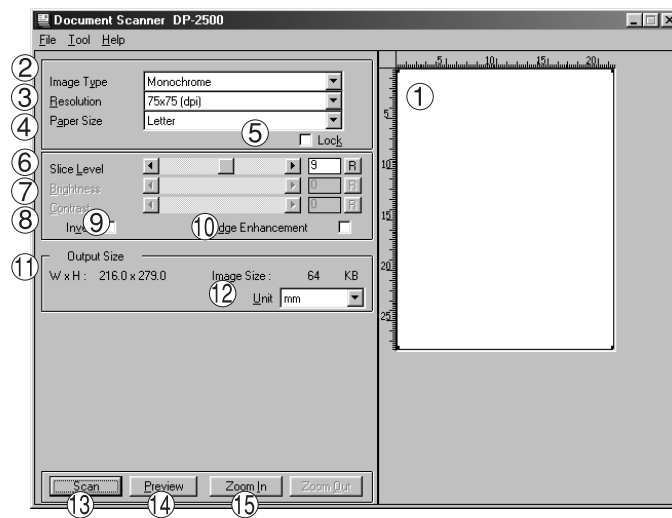 Document Scanner DP-2500
File Tool Help
② Image Type Monochrome
③ Resolution 75x75 (dpi)
④ Paper Size Letter
⑤ Lock
⑥ Slice Level 9 R
⑦ Brightness 0 R
⑧ Contrast 0 R
Inve ⑨ ⑩ dge Enhancement
⑪ Output Size
W x H : 216.0 x 279.0 Image Size : 64 KB
⑫ Unit mm
Scan Preview Zoom In Zoom Out
⑬ ⑭ ⑮
5 10 15 20
①
5
10
15
20
25